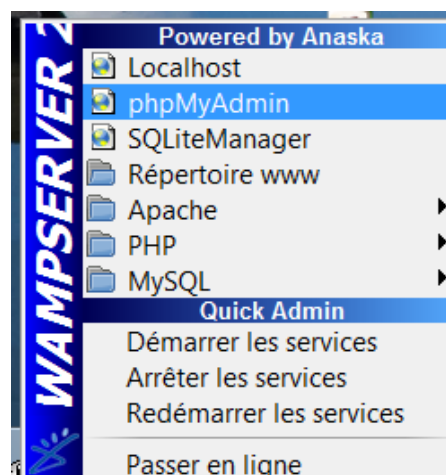 WAMPSERVER 2
Powered by Anaska
Localhost
phpMyAdmin
SQLiteManager
Répertoire www
Apache
PHP
MySQL
Quick Admin
Démarrer les services
Arrêter les services
Redémarrer les services
Passer en ligne